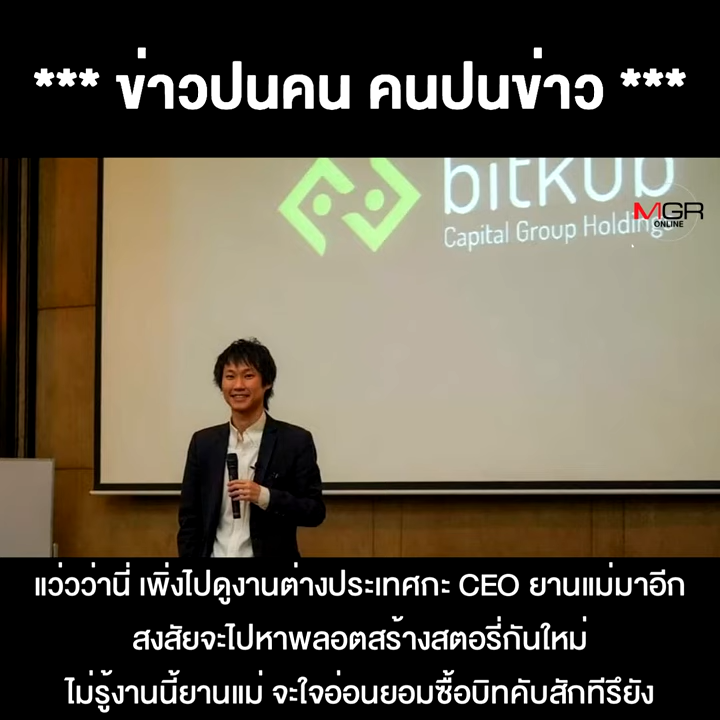 *** ข่าวปนคน คนปนข่าว ***
bitkub
Capital Group Holdings
MGR
ONLINE
แว่วว่านี่ เพิ่งไปดูงานต่างประเทศกะ CEO ยานแม่มาอีก
สงสัยจะไปหาพลอตสร้างสตอรี่กันใหม่
ไม่รู้งานนี้ยานแม่ จะใจอ่อนยอมซื้อบิทคับสักทีรึยัง